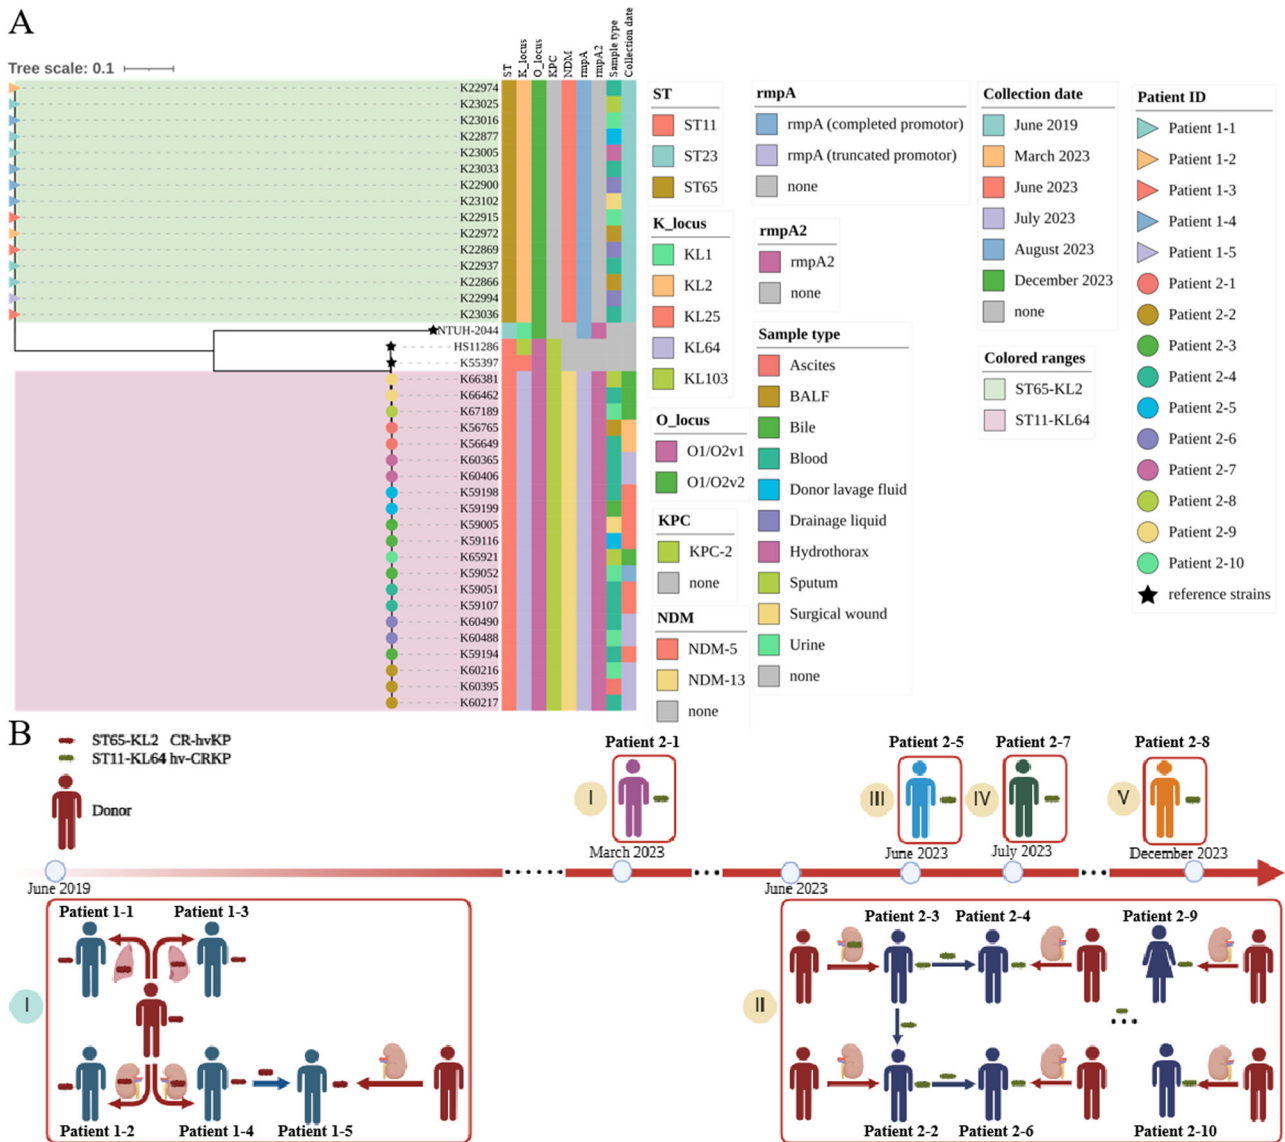 A
Tree scale: 0.1
ST
K_locus
O_locus
KPC
NDM
rmpA
rmpA2
Sample type
Collection date
K22974
K23025
K23016
K22877
K23005
K23033
K22900
K23102
K22915
K22972
K22869
K22937
K22866
K22994
K23036
NTUH-2044
HS11286
K55397
K66381
K66462
K67189
K56765
K56649
K60365
K60406
K59198
K59199
K59005
K59116
K65921
K59052
K59051
K59107
K60490
K60488
K59194
K60216
K60395
K60217
ST
ST11
ST23
ST65
K_locus
KL1
KL2
KL25
KL64
KL103
O_locus
O1/O2v1
O1/O2v2
KPC
KPC-2
none
NDM
NDM-5
NDM-13
none
rmpA
rmpA (completed promotor)
rmpA (truncated promotor)
none
rmpA2
rmpA2
none
Sample type
Ascites
BALF
Bile
Blood
Donor lavage fluid
Drainage liquid
Hydrothorax
Sputum
Surgical wound
Urine
none
Collection date
June 2019
March 2023
June 2023
July 2023
August 2023
December 2023
none
Colored ranges
ST65-KL2
ST11-KL64
Patient ID
Patient 1-1
Patient 1-2
Patient 1-3
Patient 1-4
Patient 1-5
Patient 2-1
Patient 2-2
Patient 2-3
Patient 2-4
Patient 2-5
Patient 2-6
Patient 2-7
Patient 2-8
Patient 2-9
Patient 2-10
reference strains
B
ST65-KL2 CR-hvKP
ST11-KL64 hv-CRKP
Donor
Patient 2-1
Patient 2-5
Patient 2-7
Patient 2-8
I
III
IV
V
March 2023
June 2023
July 2023
December 2023
June 2019
June 2023
Patient 1-1
Patient 1-3
I
Patient 1-2
Patient 1-4
Patient 1-5
Patient 2-3
Patient 2-4
Patient 2-9
II
Patient 2-2
Patient 2-6
Patient 2-10